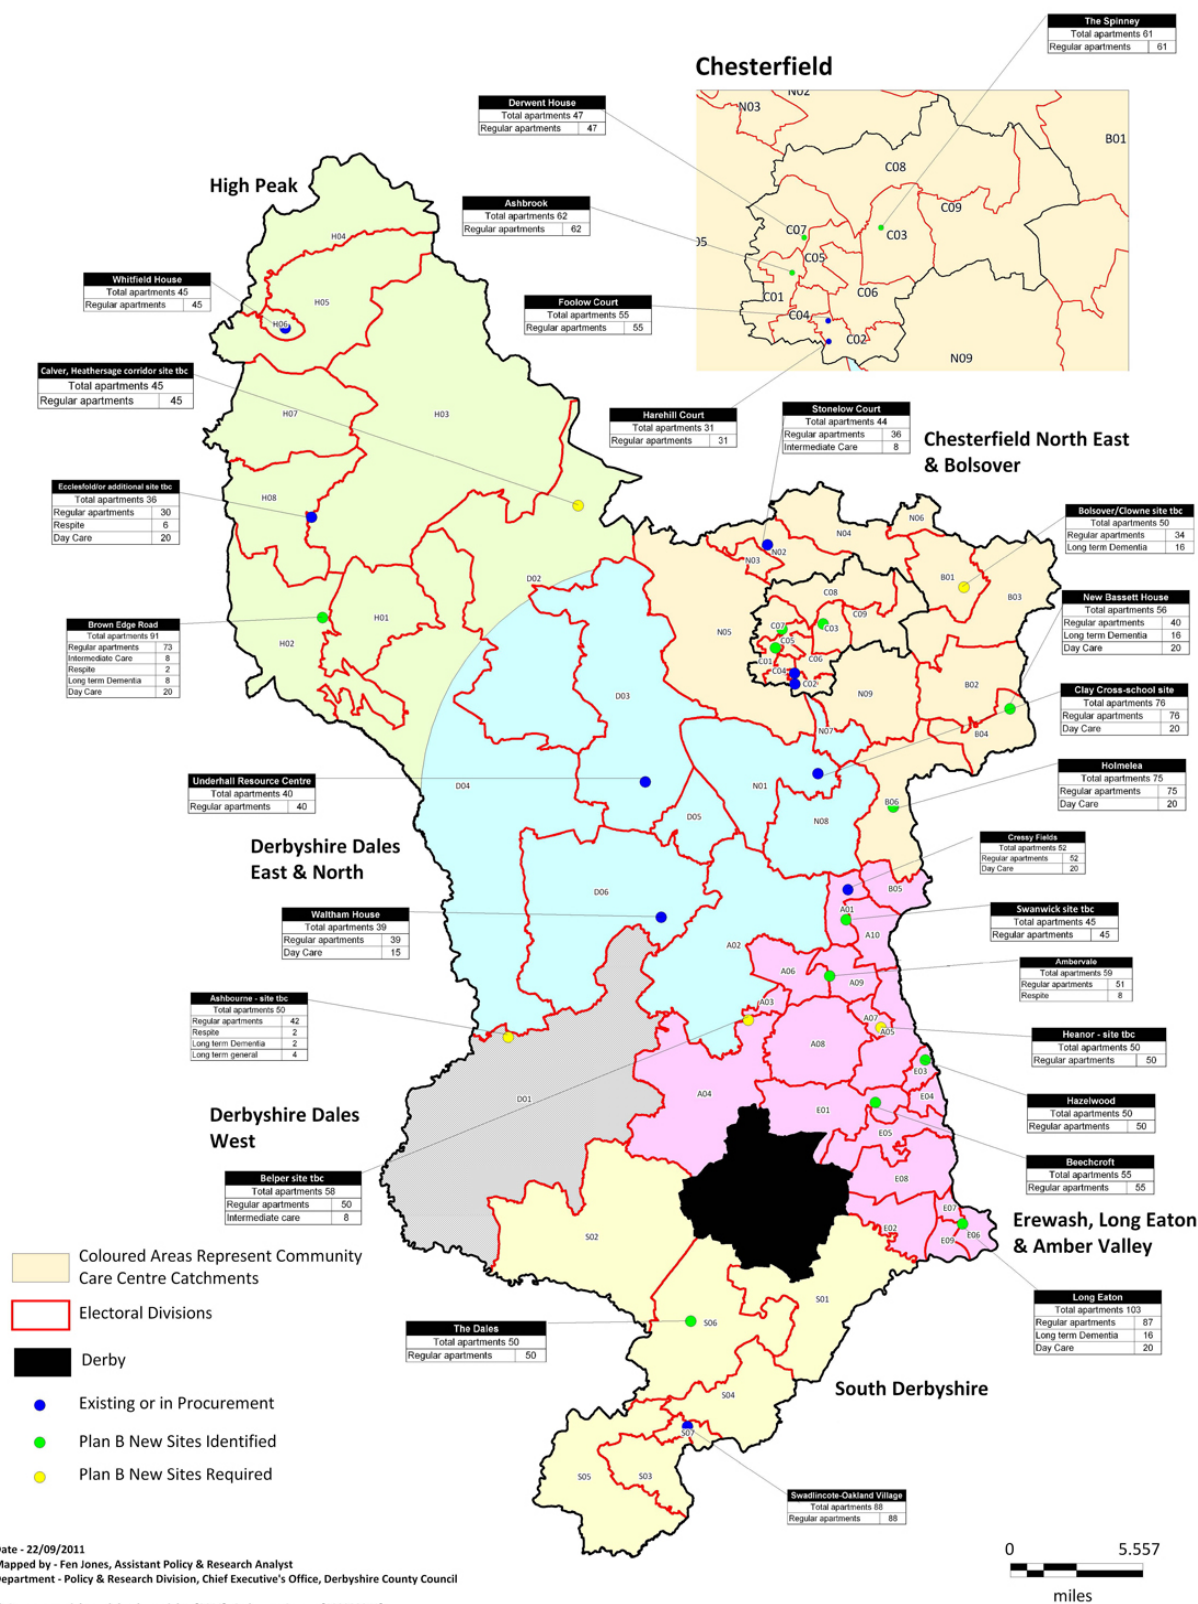 The Spinney
Total apartments 61
Regular apartments 61
Chesterfield
Derwent House
Total apartments 47
Regular apartments 47
N02
N03
B01
C08
C09
C07
C03
C05
C01
C06
C04
C02
N09
High Peak
Ashbrook
Total apartments 62
Regular apartments 62
Whitfield House
Total apartments 45
Regular apartments 45
Foolow Court
Total apartments 55
Regular apartments 55
H04
H05
H06
Calver, Heathersage corridor site tbc
Total apartments 45
Regular apartments 45
H07
H03
Harehill Court
Total apartments 31
Regular apartments 31
Stonelow Court
Total apartments 44
Regular apartments 36
Intermediate Care 8
Chesterfield North East
& Bolsover
Ecclesfold/or additional site tbc
Total apartments 36
Regular apartments 30
Respite 6
Day Care 20
H08
Bolsover/Clowne site tbc
Total apartments 50
Regular apartments 34
Long term Dementia 16
N06
N04
N02
N03
B01
B03
D02
C08
C09
C07
C03
C05
N05
C01
C06
C04
C02
New Bassett House
Total apartments 56
Regular apartments 40
Long term Dementia 16
Day Care 20
Brown Edge Road
Total apartments 91
Regular apartments 73
Intermediate Care 8
Respite 2
Long term Dementia 8
Day Care 20
H01
H02
D03
N09
B02
N07
B04
Clay Cross-school site
Total apartments 76
Regular apartments 76
Day Care 20
Underhall Resource Centre
Total apartments 40
Regular apartments 40
D04
N01
D05
N08
B06
Holmelea
Total apartments 75
Regular apartments 75
Day Care 20
Derbyshire Dales
East & North
Cressy Fields
Total apartments 52
Regular apartments 52
Day Care 20
D06
B05
Waltham House
Total apartments 39
Regular apartments 39
Day Care 15
A01
A10
A02
Swanwick site tbc
Total apartments 45
Regular apartments 45
A06
A09
Ambervale
Total apartments 59
Regular apartments 51
Respite 8
Ashbourne - site tbc
Total apartments 50
Regular apartments 42
Respite 2
Long term Dementia 2
Long term general 4
A03
A07
A05
A08
Heanor - site tbc
Total apartments 50
Regular apartments 50
E03
D01
A04
E01
E04
E05
Hazelwood
Total apartments 50
Regular apartments 50
Derbyshire Dales
West
Beechcroft
Total apartments 55
Regular apartments 55
Belper site tbc
Total apartments 58
Regular apartments 50
Intermediate care 8
E08
E07
E02
E06
E09
Erewash, Long Eaton
& Amber Valley
S02
Coloured Areas Represent Community
Care Centre Catchments
Electoral Divisions
Derby
Existing or in Procurement
Plan B New Sites Identified
Plan B New Sites Required
S01
S06
Long Eaton
Total apartments 103
Regular apartments 87
Long term Dementia 16
Day Care 20
The Dales
Total apartments 50
Regular apartments 50
South Derbyshire
S04
S07
S05
S03
Swadlincote-Oakland Village
Total apartments 88
Regular apartments 88
Date - 22/09/2011
Mapped by - Fen Jones, Assistant Policy & Research Analyst
Department - Policy & Research Division, Chief Executive's Office, Derbyshire County Council
0 5.557
miles